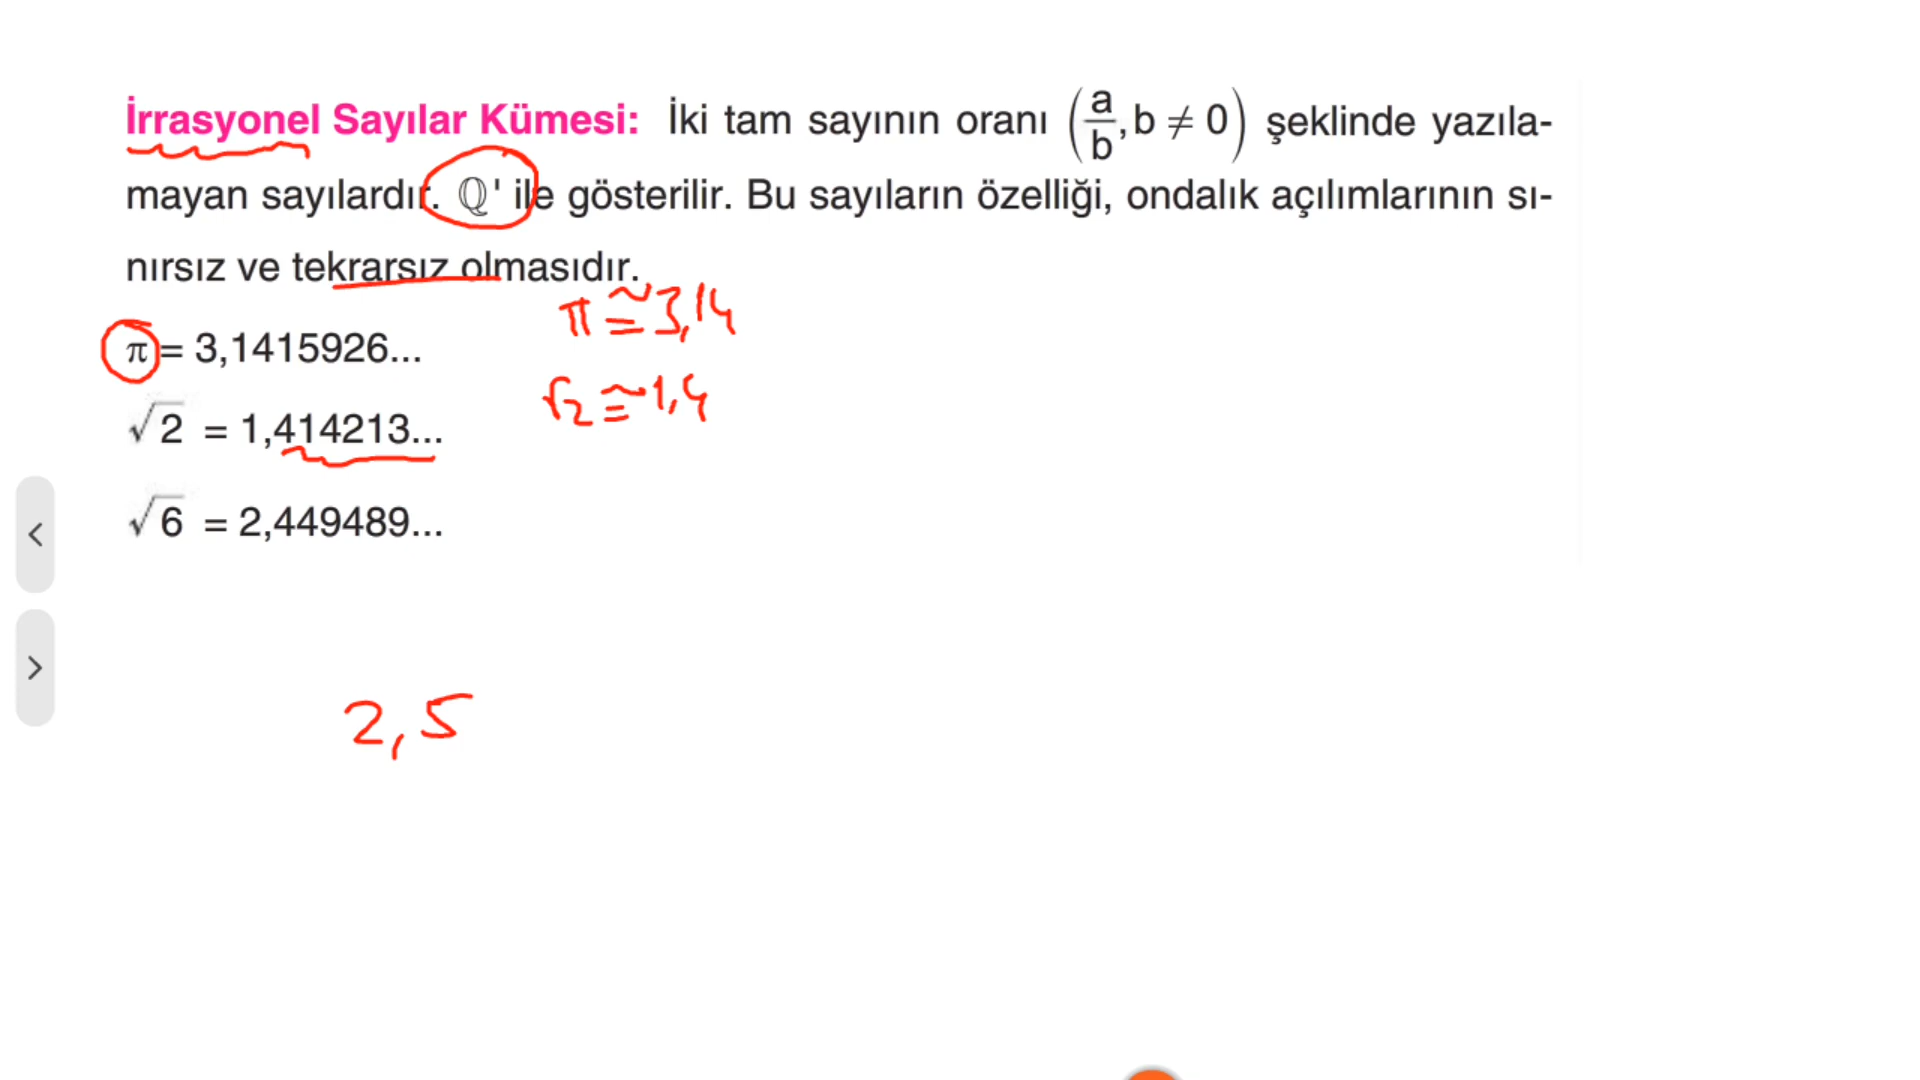 İrrasyonel Sayılar Kümesi: İki tam sayının oranı (a/b, b ≠ 0) şeklinde yazıla-
mayan sayılardır. ℚ' ile gösterilir. Bu sayıların özelliği, ondalık açılımlarının sı-
nırsız ve tekrarsız olmasıdır.
π ≅ 3,14
π = 3,1415926...
√2 ≅ 1,4
√2 = 1,414213...
√6 = 2,449489...
2,5